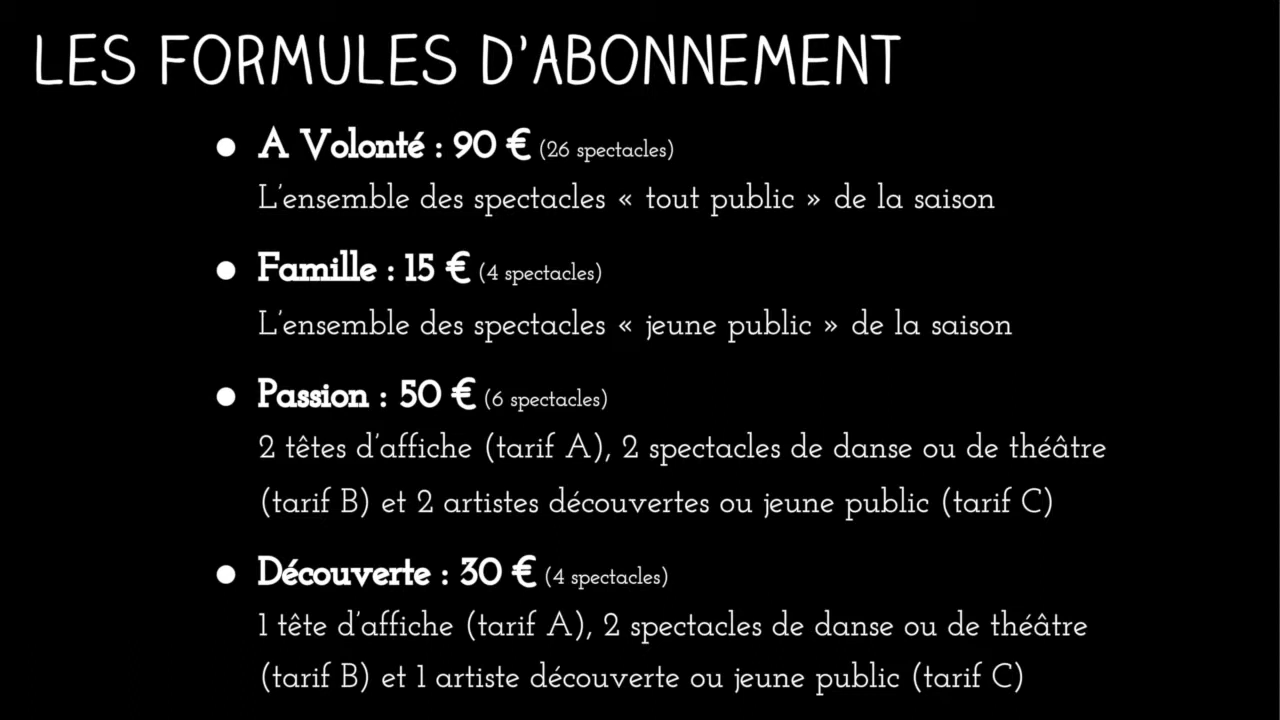 LES FORMULES D'ABONNEMENT
● A Volonté : 90 € (26 spectacles)
L'ensemble des spectacles « tout public » de la saison
● Famille : 15 € (4 spectacles)
L'ensemble des spectacles « jeune public » de la saison
● Passion : 50 € (6 spectacles)
2 têtes d'affiche (tarif A), 2 spectacles de danse ou de théâtre
(tarif B) et 2 artistes découvertes ou jeune public (tarif C)
● Découverte : 30 € (4 spectacles)
1 tête d'affiche (tarif A), 2 spectacles de danse ou de théâtre
(tarif B) et 1 artiste découverte ou jeune public (tarif C)